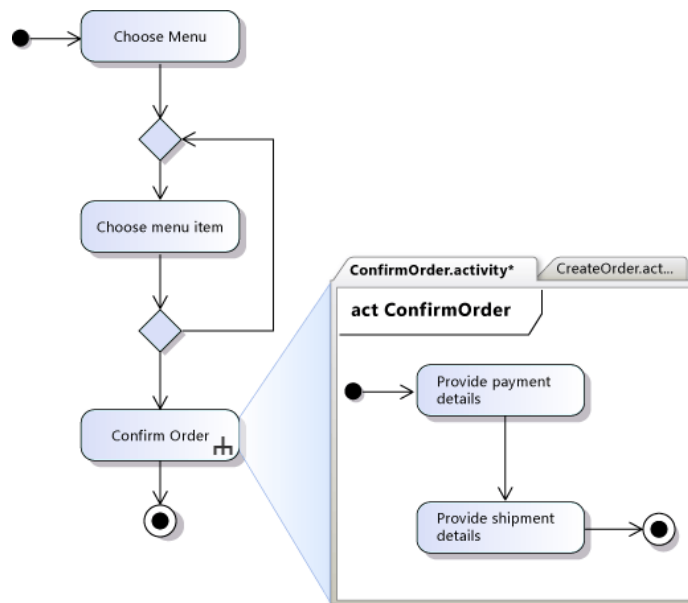 Choose Menu
Choose menu item
Confirm Order
ConfirmOrder.activity*
CreateOrder.act...
act ConfirmOrder
Provide payment
details
Provide shipment
details